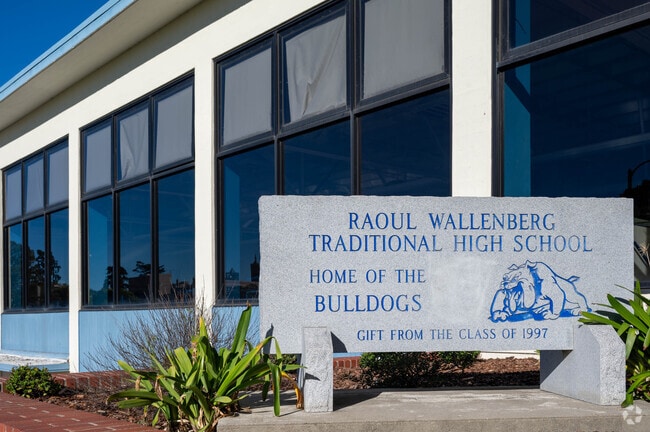 RAOUL WALLENBERG
TRADITIONAL HIGH SCHOOL
HOME OF THE
BULLDOGS
GIFT FROM THE CLASS OF 1997